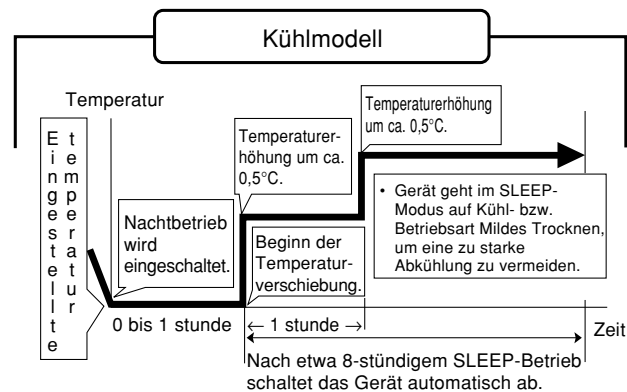 Kühlmodell
Temperatur
Eingestellte
temperatur
Nachtbetrieb
wird
eingeschaltet.
Temperaturer-
höhung um ca.
0,5°C.
Temperaturerhöhung
um ca. 0,5°C.
• Gerät geht im SLEEP-
Modus auf Kühl- bzw.
Betriebsart Mildes Trocknen,
um eine zu starke
Abkühlung zu vermeiden.
Beginn der
Temperatur-
verschiebung.
0 bis 1 stunde
← 1 stunde →
Zeit
Nach etwa 8-stündigem SLEEP-Betrieb
schaltet das Gerät automatisch ab.